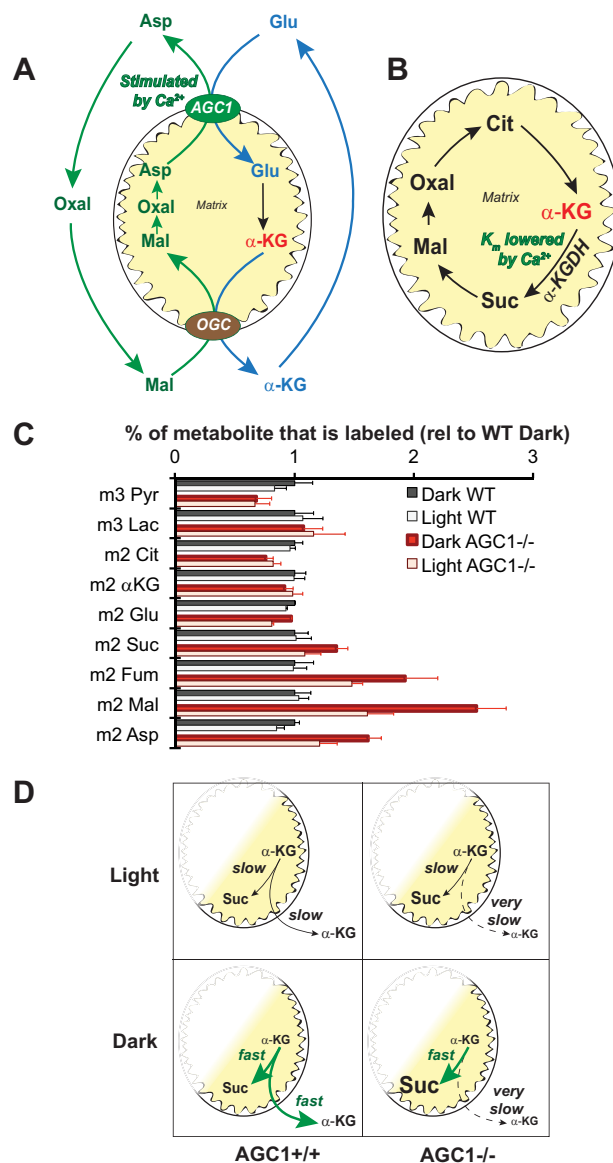 A
Asp
Glu
Stimulated
by Ca²⁺
AGC1
Asp
Glu
Oxal
Oxal
Matrix
Mal
α-KG
OGC
Mal
α-KG
B
Cit
Oxal
Matrix
α-KG
Mal
Kₘ lowered
by Ca²⁺
α-KGDH
Suc
C
% of metabolite that is labeled (rel to WT Dark)
0 1 2 3
m3 Pyr
m3 Lac
m2 Cit
m2 αKG
m2 Glu
m2 Suc
m2 Fum
m2 Mal
m2 Asp
Dark WT
Light WT
Dark AGC1-/-
Light AGC1-/-
D
Light
α-KG
slow
Suc
slow
α-KG
α-KG
slow
Suc
very
slow
α-KG
Dark
α-KG
fast
Suc
fast
α-KG
α-KG
fast
Suc
very
slow
α-KG
AGC1+/+
AGC1-/-